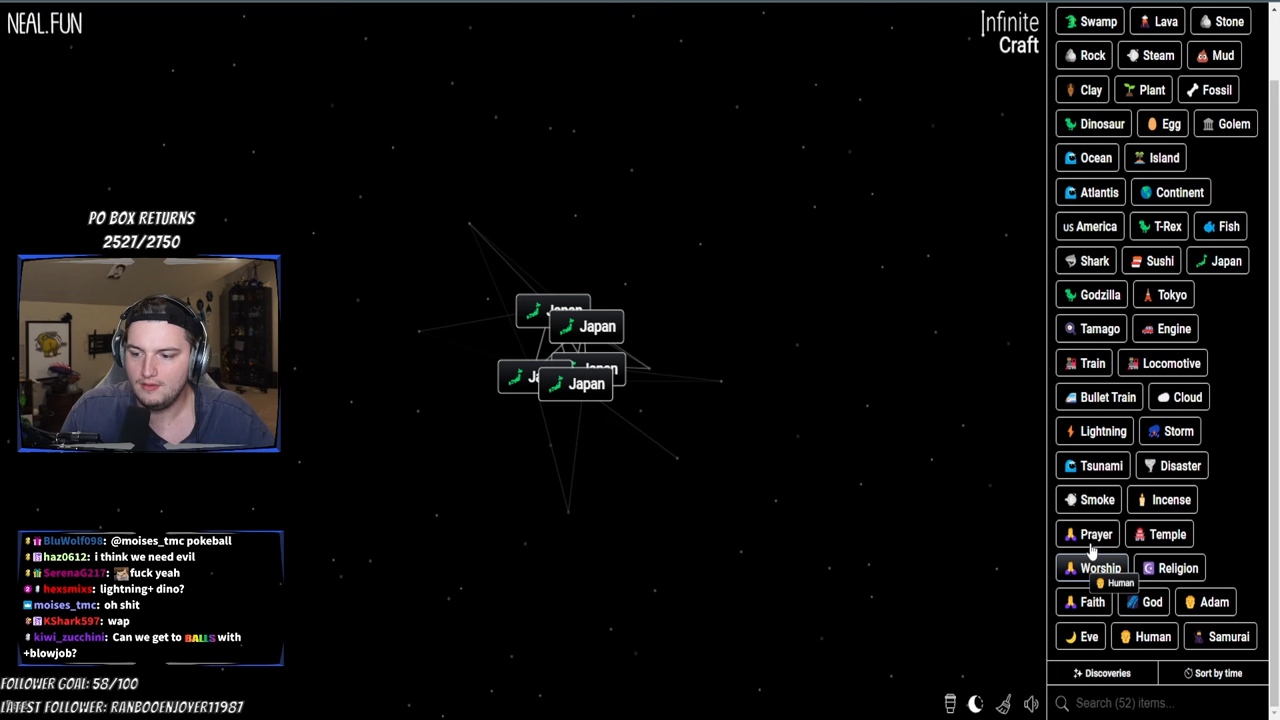 NEAL.FUN
Infinite
Craft
PO BOX RETURNS
2527/2750
Japan
Japan
Japan
Ja
Japan
BluWolf098: @moises_tmc pokeball
haz0612: i think we need evil
SerenaG217: fuck yeah
hexsmixs: lightning+ dino?
moises_tmc: oh shit
KShark597: wap
kiwi_zucchini: Can we get to BALLS with
+blowjob?
FOLLOWER GOAL: 58/100
LATEST FOLLOWER: RANBOOENJOYER11987
Swamp Lava Stone
Rock Steam Mud
Clay Plant Fossil
Dinosaur Egg Golem
Ocean Island
Atlantis Continent
US America T-Rex Fish
Shark Sushi Japan
Godzilla Tokyo
Tamago Engine
Train Locomotive
Bullet Train Cloud
Lightning Storm
Tsunami Disaster
Smoke Incense
Prayer Temple
Worship Religion
Human
Faith God Adam
Eve Human Samurai
Discoveries Sort by time
Search (52) items...